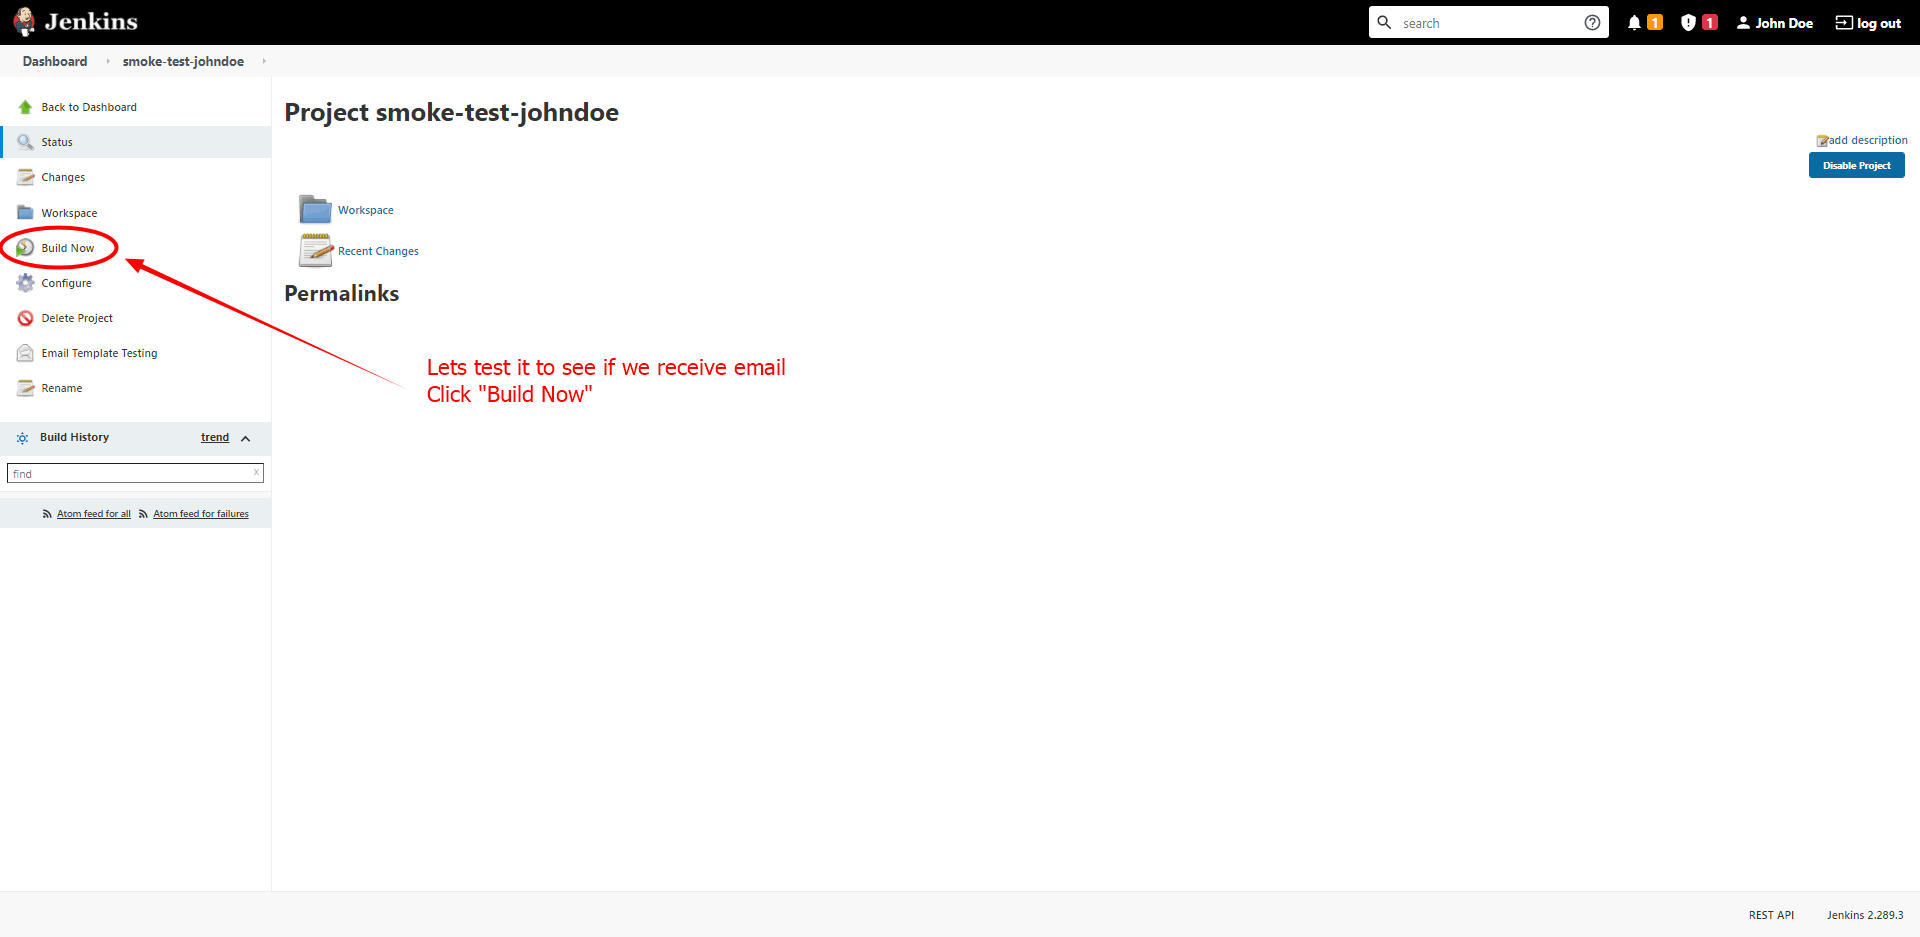 Jenkins
search
1
1
John Doe
log out
Dashboard
smoke-test-johndoe
Back to Dashboard
Status
Changes
Workspace
Build Now
Configure
Delete Project
Email Template Testing
Rename
Build History
trend
find
x
Atom feed for all
Atom feed for failures
Project smoke-test-johndoe
add description
Disable Project
Workspace
Recent Changes
Permalinks
Lets test it to see if we receive email
Click "Build Now"
REST API
Jenkins 2.289.3